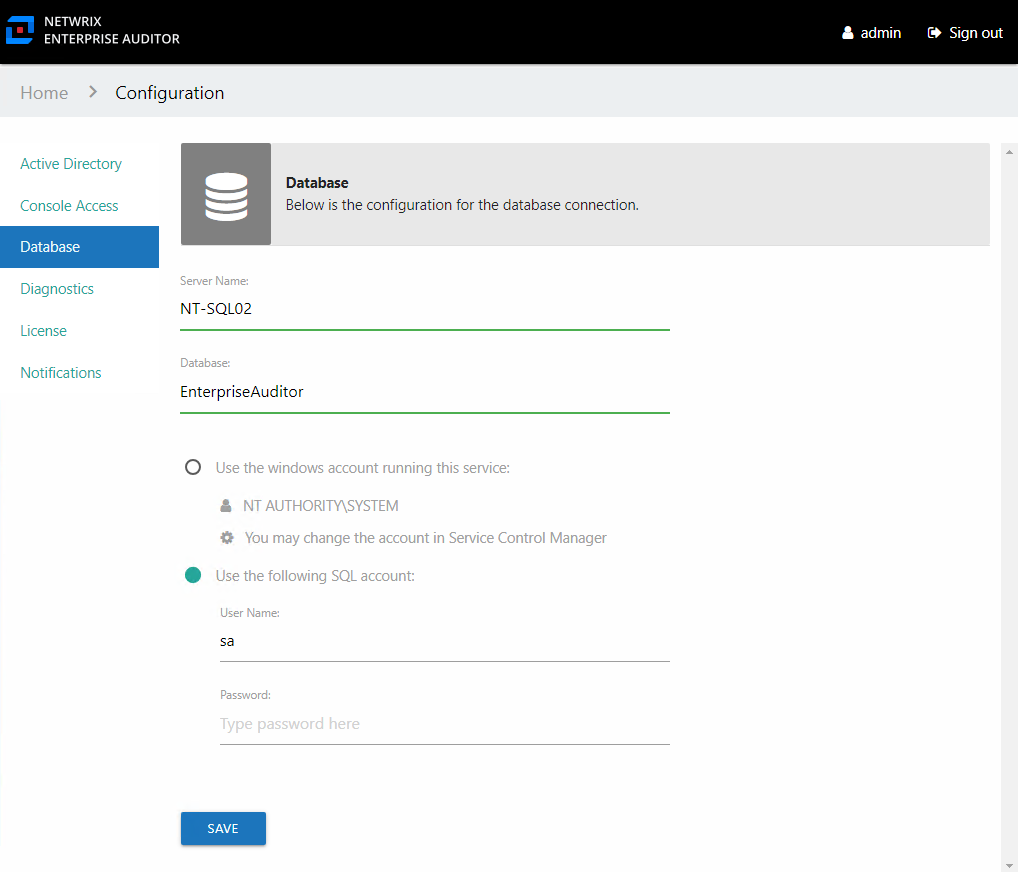 NETWRIX
ENTERPRISE AUDITOR
admin
Sign out
Home
Configuration
Active Directory
Console Access
Database
Diagnostics
License
Notifications
Database
Below is the configuration for the database connection.
Server Name:
NT-SQL02
Database:
EnterpriseAuditor
Use the windows account running this service:
NT AUTHORITY\SYSTEM
You may change the account in Service Control Manager
Use the following SQL account:
User Name:
sa
Password:
Type password here
SAVE